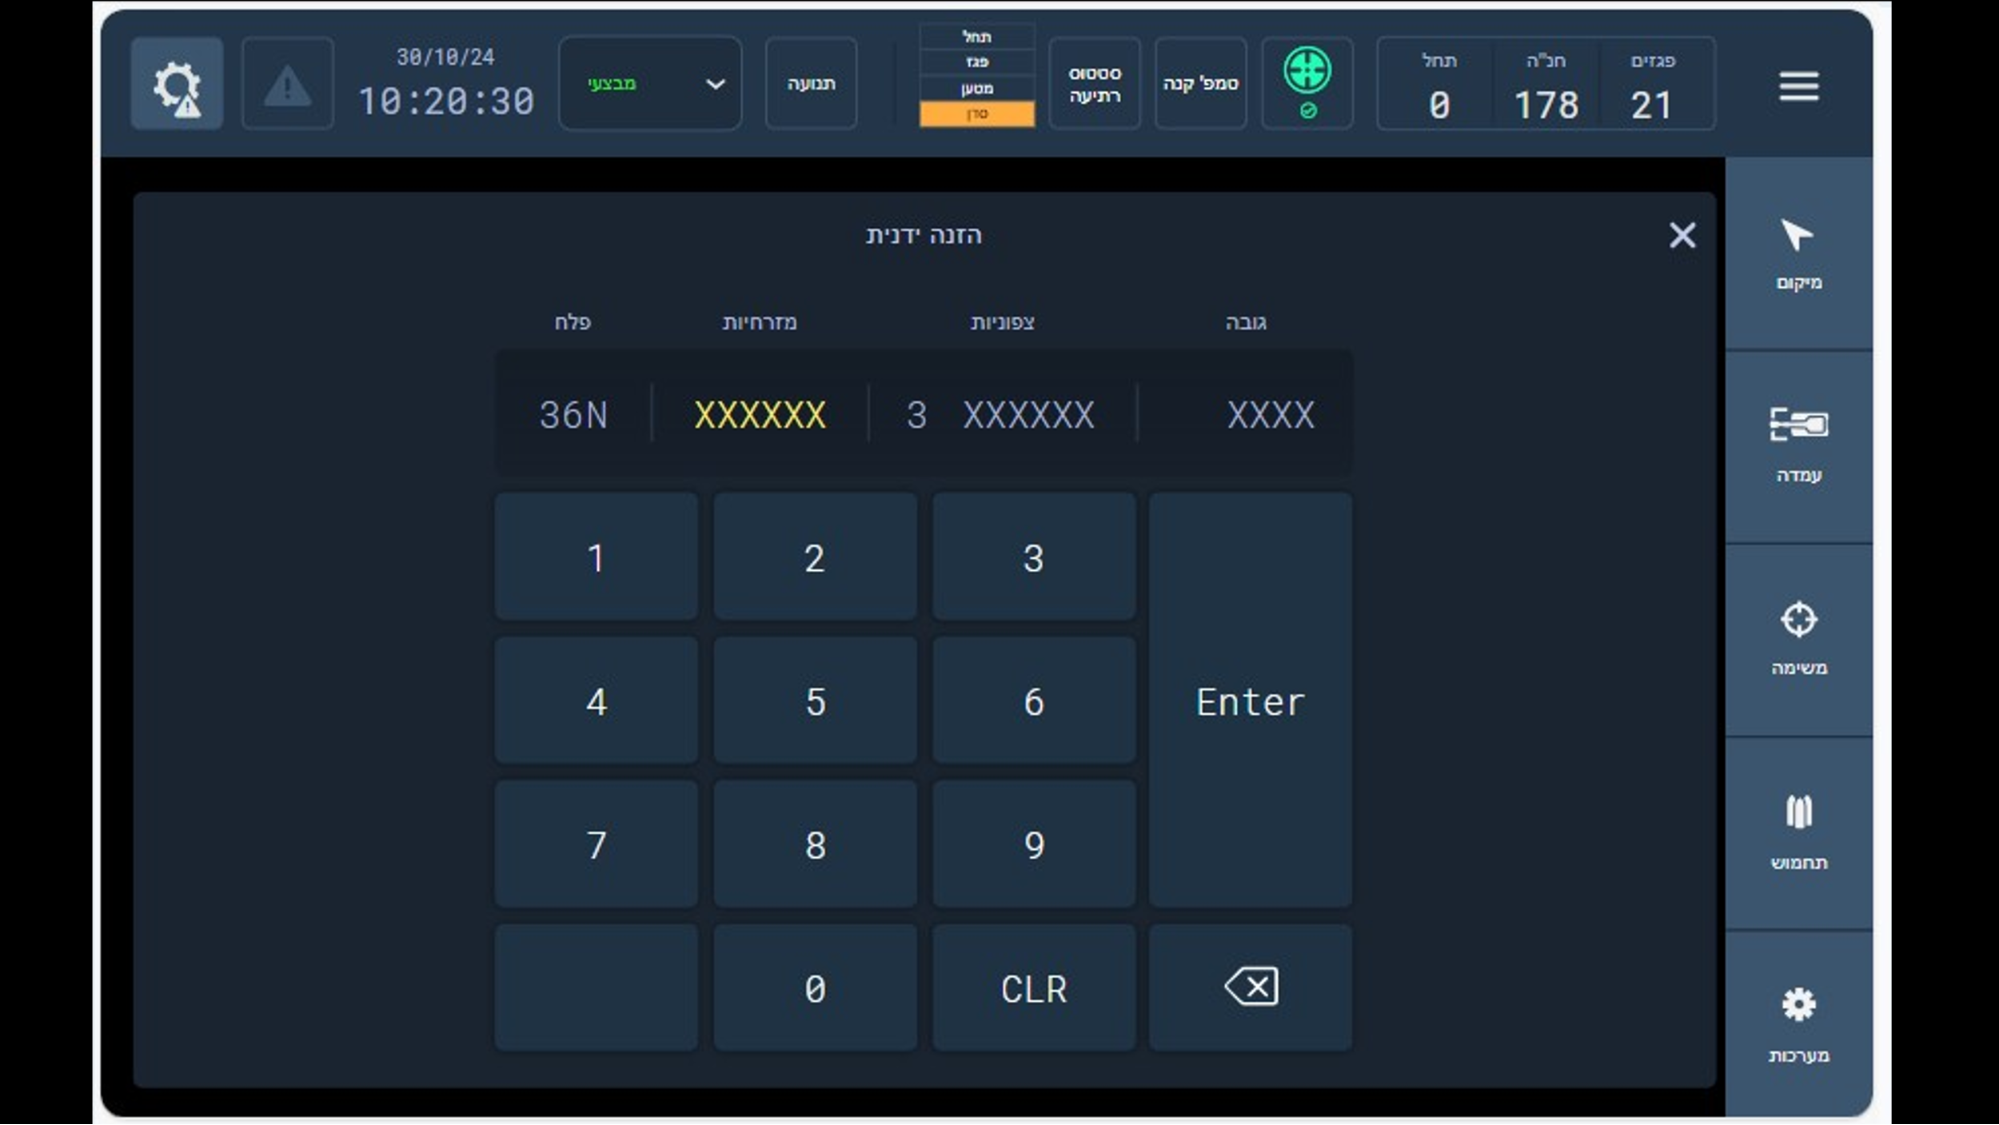 30/10/24
10:20:30
מבצעי
תנועה
תחל'
פגז
מטען
סדן
סטטוס
רתיעה
טמפ' קנה
תחל
0
חנ"ה
178
פגזים
21
הזנה ידנית
פלח
מזרחיות
צפוניות
גובה
36N
XXXXXX
3 XXXXXX
XXXX
1
2
3
4
5
6
Enter
7
8
9
0
CLR
מיקום
עמדה
משימה
תחמוש
מערכות